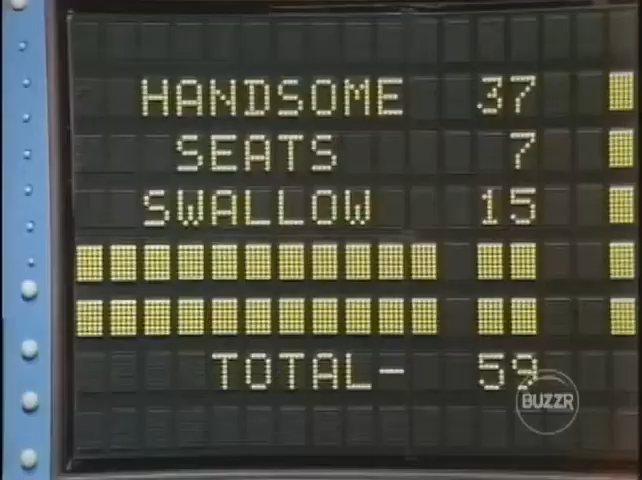 HANDSOME 37
SEATS 7
SWALLOW 15
TOTAL- 59
BUZZR